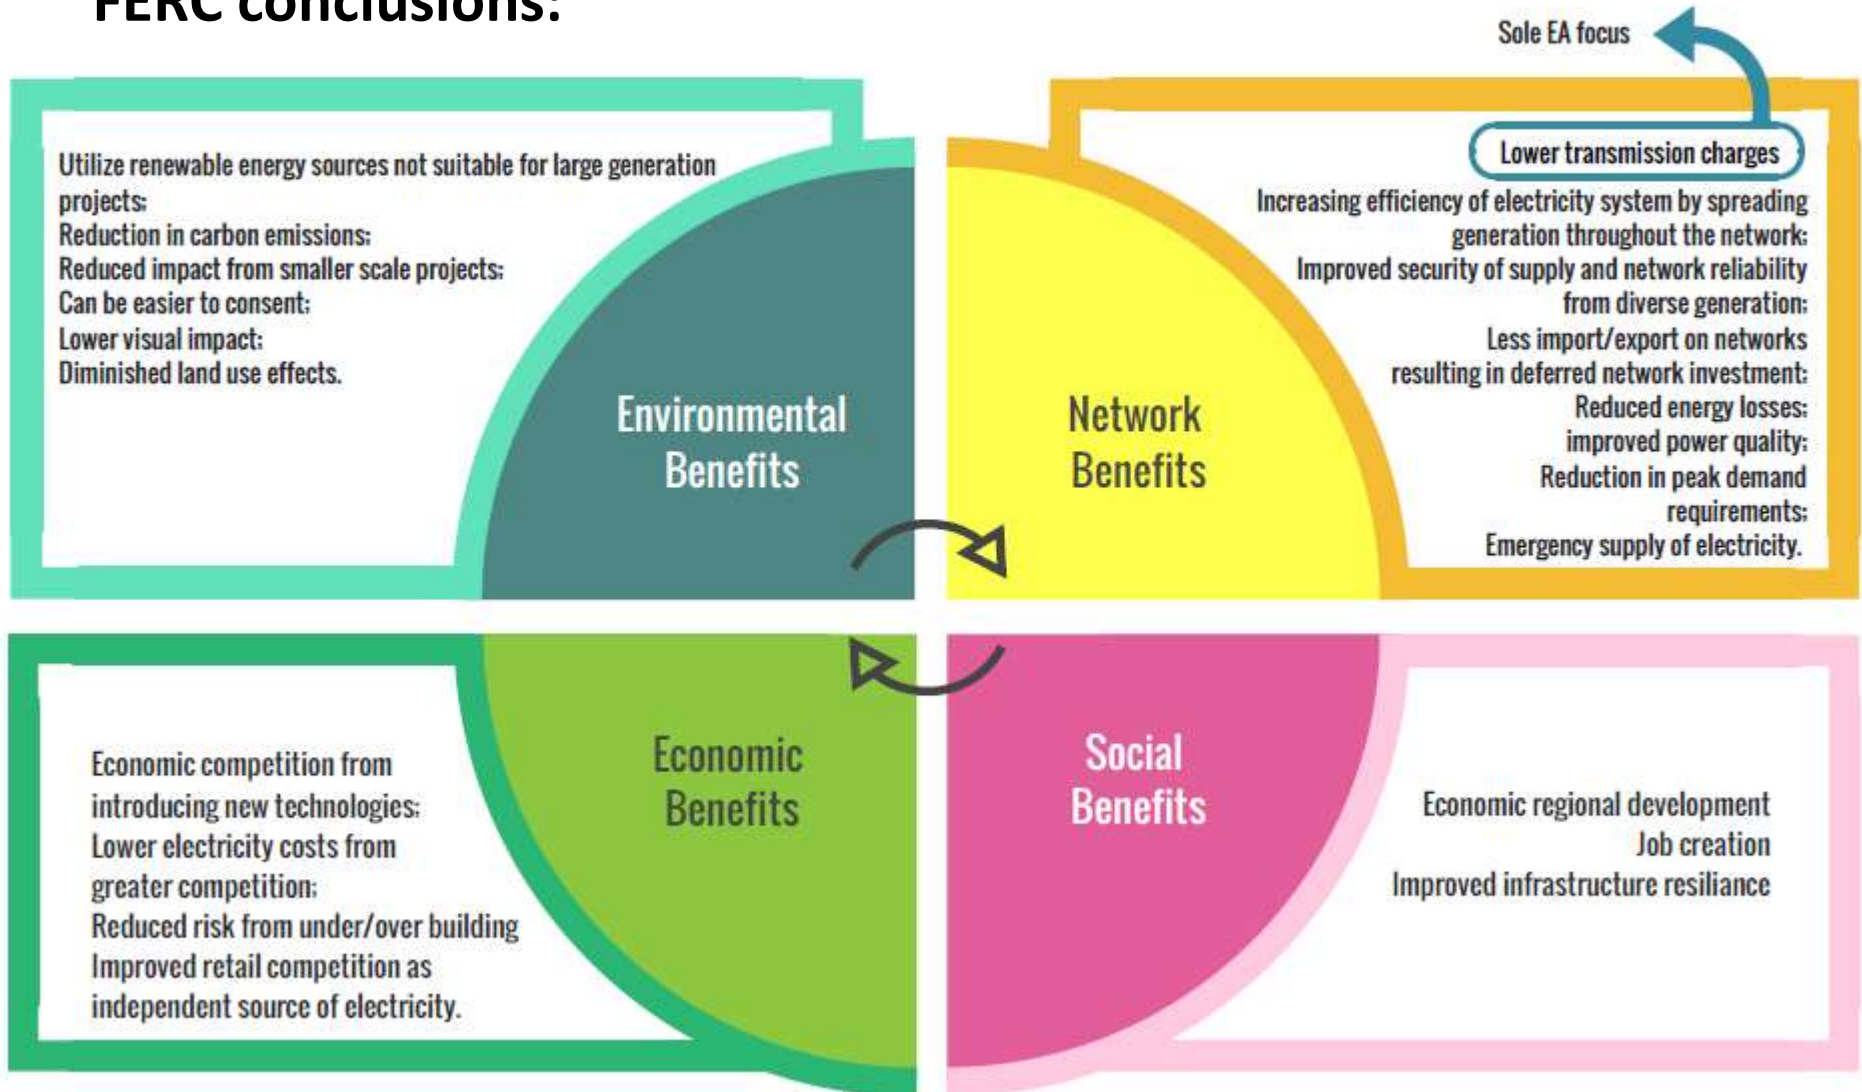 FERC conclusions:
Sole EA focus
Utilize renewable energy sources not suitable for large generation
projects;
Reduction in carbon emissions;
Reduced impact from smaller scale projects;
Can be easier to consent;
Lower visual impact;
Diminished land use effects.
Environmental
Benefits
Network
Benefits
Lower transmission charges
Increasing efficiency of electricity system by spreading
generation throughout the network;
Improved security of supply and network reliability
from diverse generation;
Less import/export on networks
resulting in deferred network investment;
Reduced energy losses;
improved power quality;
Reduction in peak demand
requirements;
Emergency supply of electricity.
Economic competition from
introducing new technologies;
Lower electricity costs from
greater competition;
Reduced risk from under/over building
Improved retail competition as
independent source of electricity.
Economic
Benefits
Social
Benefits
Economic regional development
Job creation
Improved infrastructure resiliance